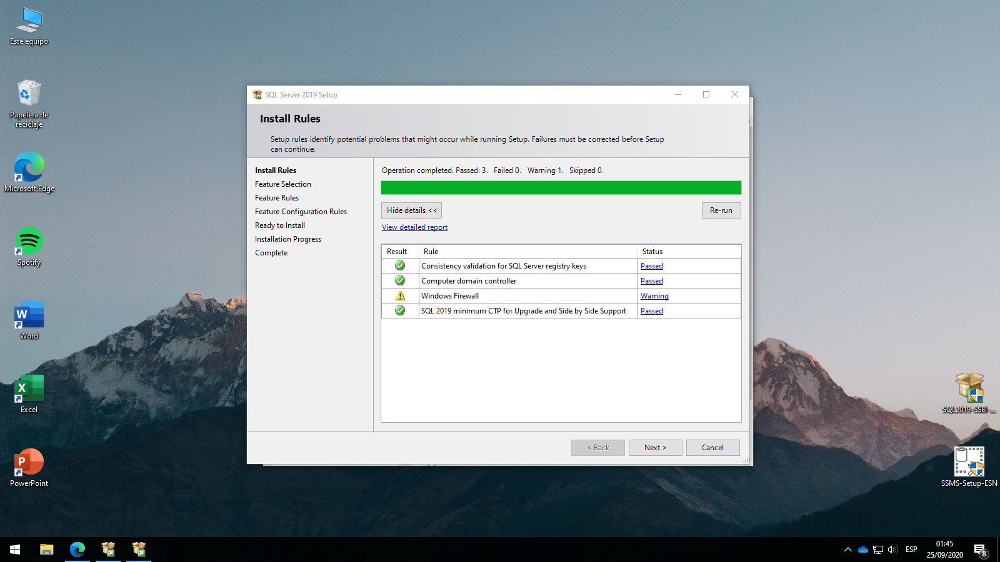 Este equipo
Papelera de
reciclaje
Microsoft Edge
Spotify
Word
Excel
PowerPoint
SQL Server 2019 Setup
Install Rules
Setup rules identify potential problems that might occur while running Setup. Failures must be corrected before Setup
can continue.
Install Rules
Feature Selection
Feature Rules
Feature Configuration Rules
Ready to Install
Installation Progress
Complete
Operation completed. Passed: 3. Failed 0. Warning 1. Skipped 0.
Hide details <<
Re-run
View detailed report
Result Rule Status
Consistency validation for SQL Server registry keys Passed
Computer domain controller Passed
Windows Firewall Warning
SQL 2019 minimum CTP for Upgrade and Side by Side Support Passed
< Back Next > Cancel
SQL2019-SSEI-...
SSMS-Setup-ESN
ESP
01:45
25/09/2020
8